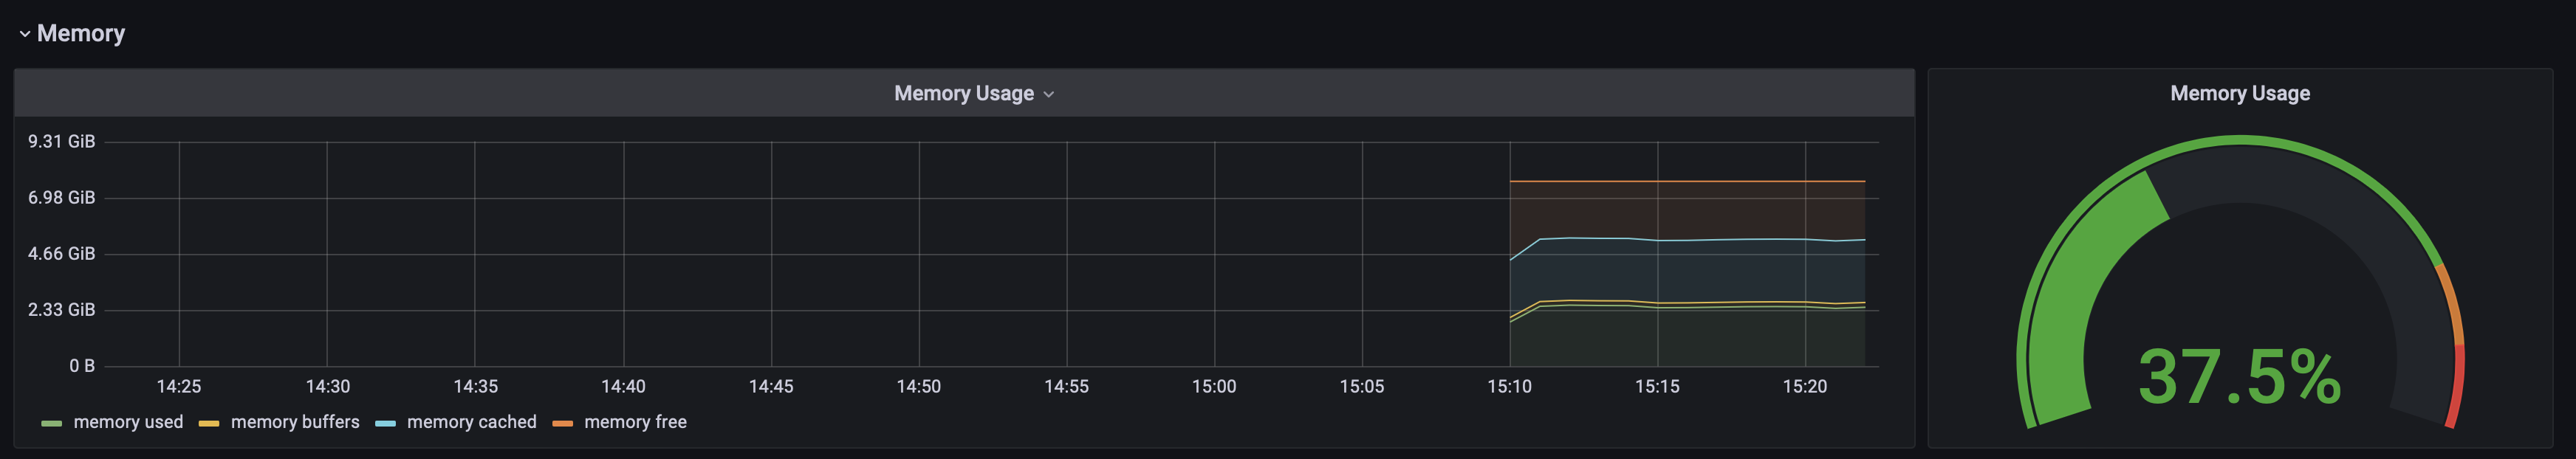 Memory
Memory Usage
9.31 GiB
6.98 GiB
4.66 GiB
2.33 GiB
0 B
14:25 14:30 14:35 14:40 14:45 14:50 14:55 15:00 15:05 15:10 15:15 15:20
memory used memory buffers memory cached memory free
Memory Usage
37.5%